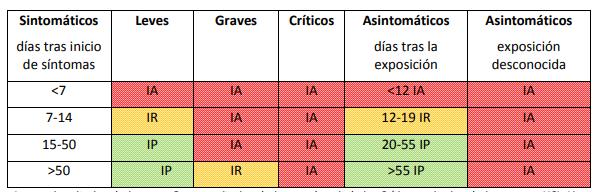 Sintomáticos Leves Graves Críticos Asintomáticos Asintomáticos
días tras inicio días tras la exposición
de síntomas exposición desconocida
<7 IA IA IA <12 IA IA
7-14 IR IA IA 12-19 IR IA
15-50 IP IA IA 20-55 IP IA
>50 IP IR IA >55 IP IA